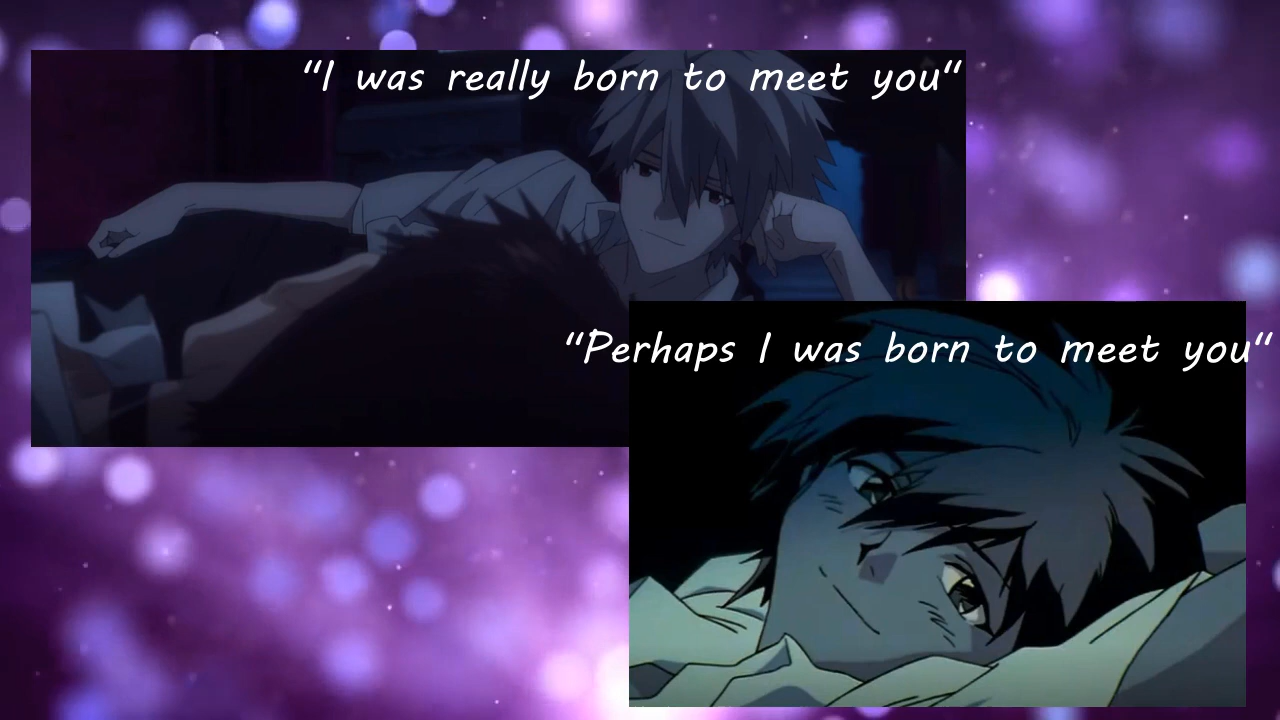 “I was really born to meet you“
“Perhaps I was born to meet you“